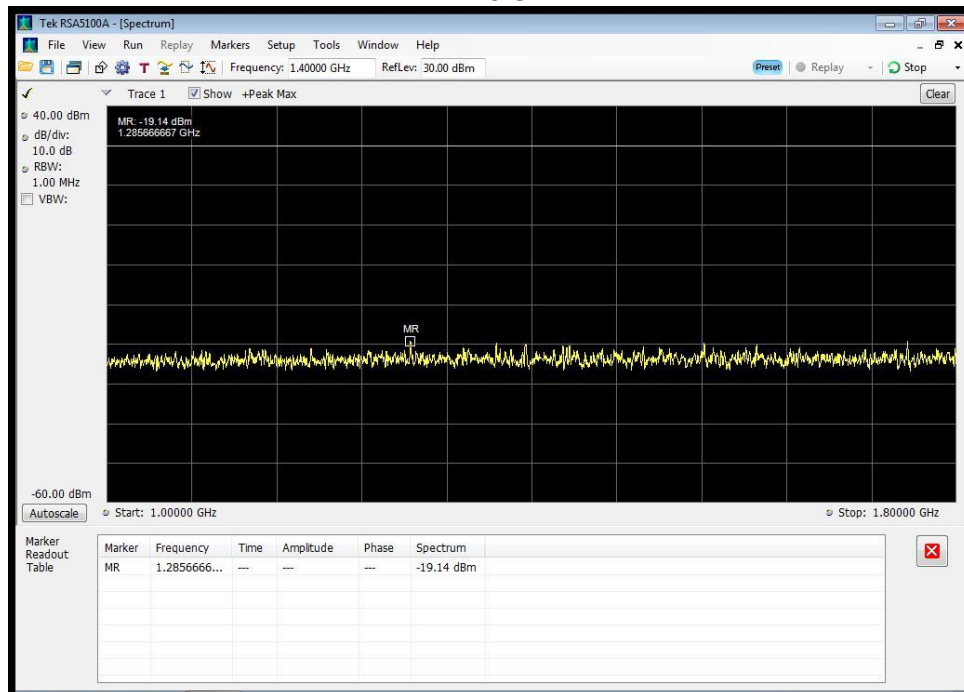 Tek RSA5100A - [Spectrum]
File View Run Replay Markers Setup Tools Window Help
T Frequency: 1.40000 GHz RefLev: 30.00 dBm Preset Replay Stop
Trace 1 Show +Peak Max Clear
40.00 dBm
dB/div:
10.0 dB
RBW:
1.00 MHz
VBW:
MR: -19.14 dBm
1.285666667 GHz
MR
-60.00 dBm
Autoscale Start: 1.00000 GHz Stop: 1.80000 GHz
Marker
Readout
Table
Marker Frequency Time Amplitude Phase Spectrum
MR 1.2856666... --- --- --- -19.14 dBm